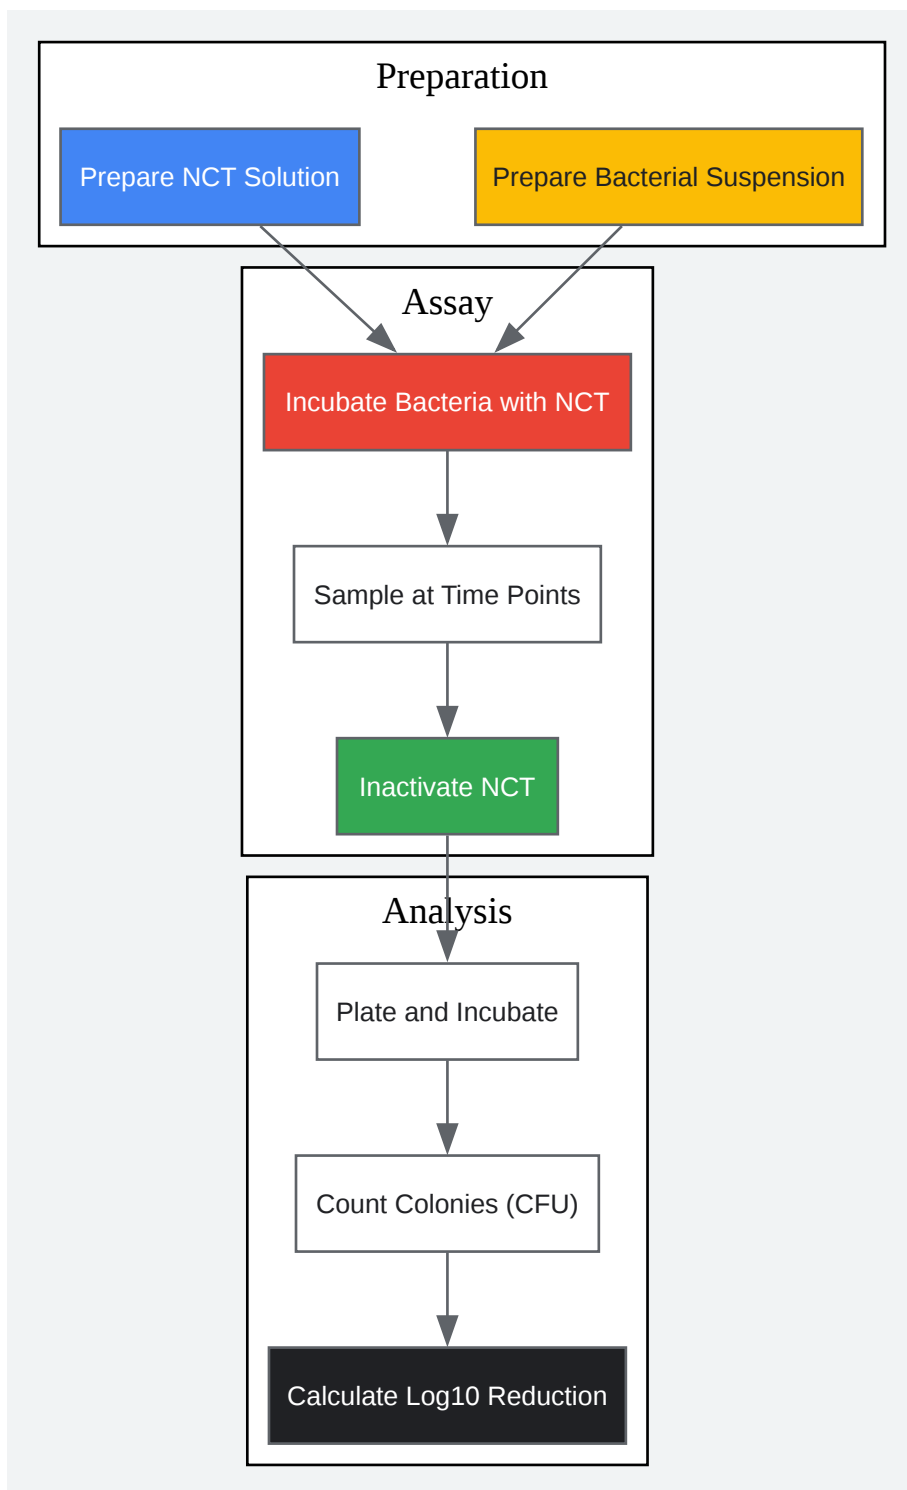 Preparation
Prepare NCT Solution
Prepare Bacterial Suspension
Assay
Incubate Bacteria with NCT
Sample at Time Points
Inactivate NCT
Analysis
Plate and Incubate
Count Colonies (CFU)
Calculate Log10 Reduction